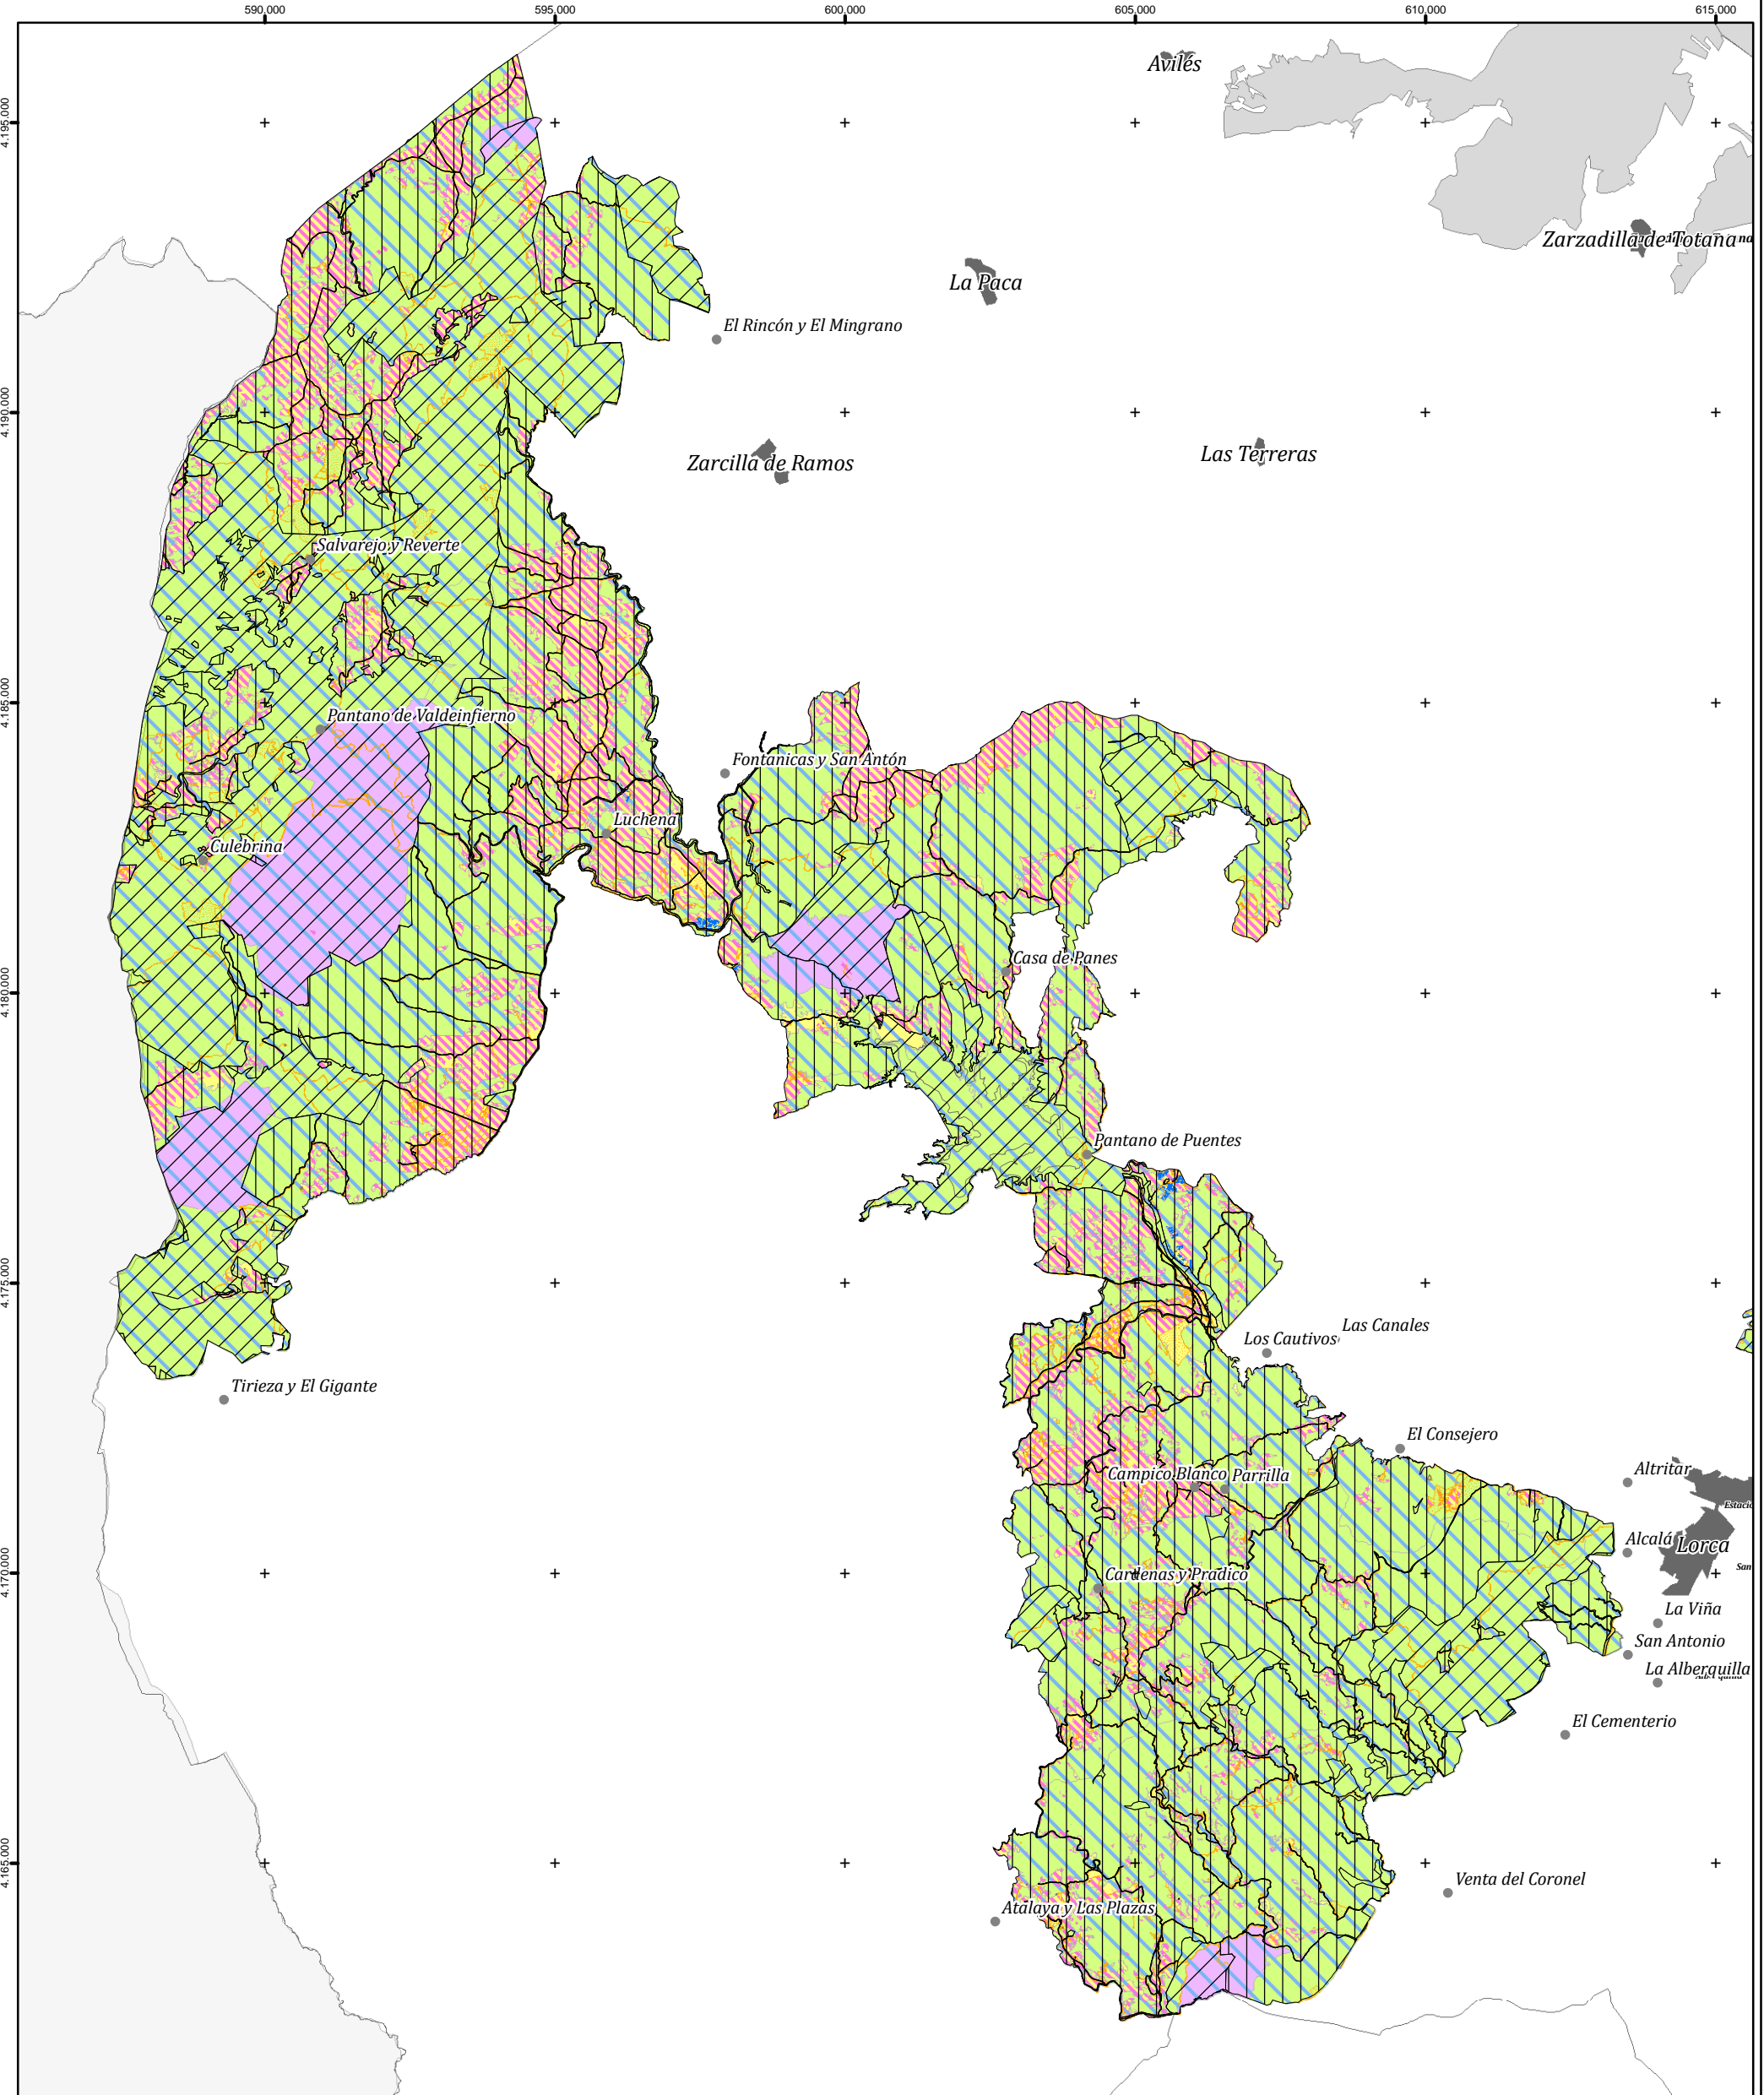 590.000 595.000 600.000 605.000 610.000 615.000
Avilés
4.195.000
Zarzadilla de Totana
La Paca
El Rincón y El Mingrano
4.190.000
Las Terreras
Zarcilla de Ramos
Salvarejo y Reverte
4.185.000
Pantano de Valdeinfierno
Fontanicas y San Antón
Luchena
Culebrina
Casa de Panes
4.180.000
Pantano de Puentes
4.175.000
Las Canales
Los Cautivos
Tirieza y El Gigante
El Consejero
Altritar
Campico Blanco Parrilla
Estacio
Alcalá Lorca
San
4.170.000
Cardenas y Pradico
La Viña
San Antonio
La Alberquilla
El Cementerio
4.165.000
Venta del Coronel
Atalaya y Las Plazas